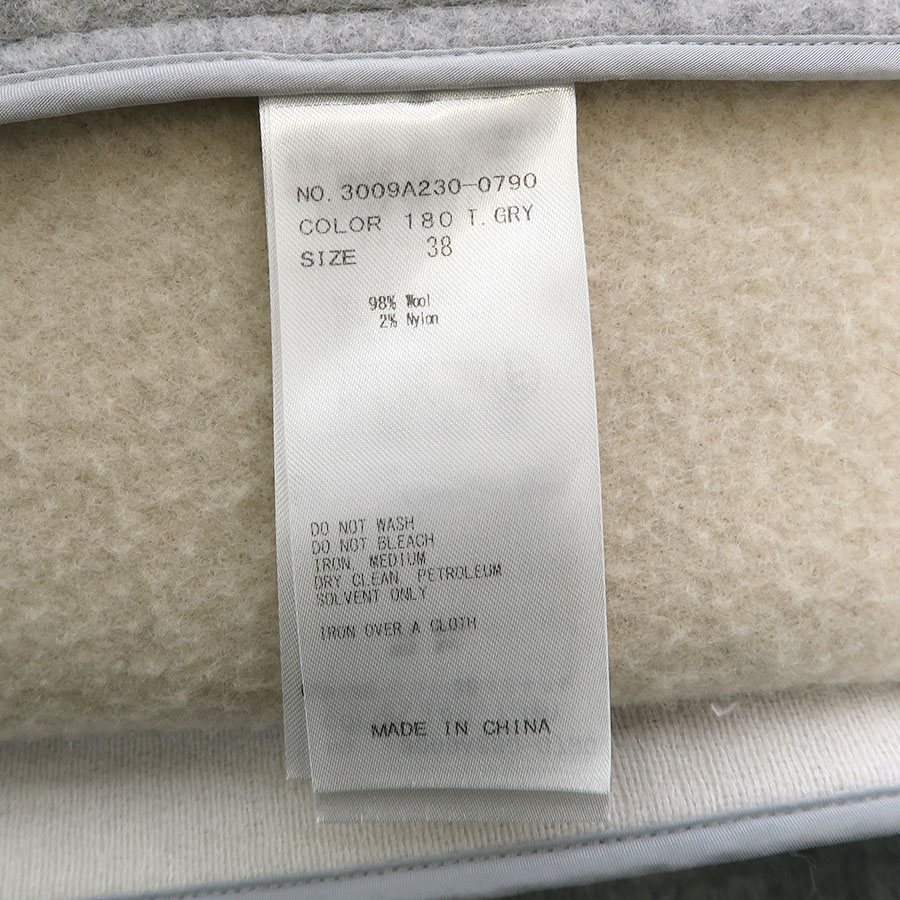 NO. 3009A230-0790
COLOR 180 T. GRY
SIZE 38
98% Wool
2% Nylon
DO NOT WASH
DO NOT BLEACH
IRON, MEDIUM
DRY CLEAN, PETROLEUM
SOLVENT ONLY
IRON OVER A CLOTH
MADE IN CHINA